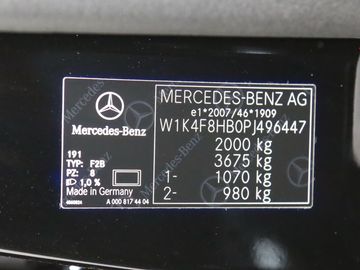 MERCEDES-BENZ AG
e1*2007/46*1909
W1K4F8HB0PJ496447
2000 kg
3675 kg
1- 1070 kg
2- 980 kg
Mercedes-Benz
191
TYP: F2B
PZ: 8
1,0 %
Made in Germany
A 000 817 44 04